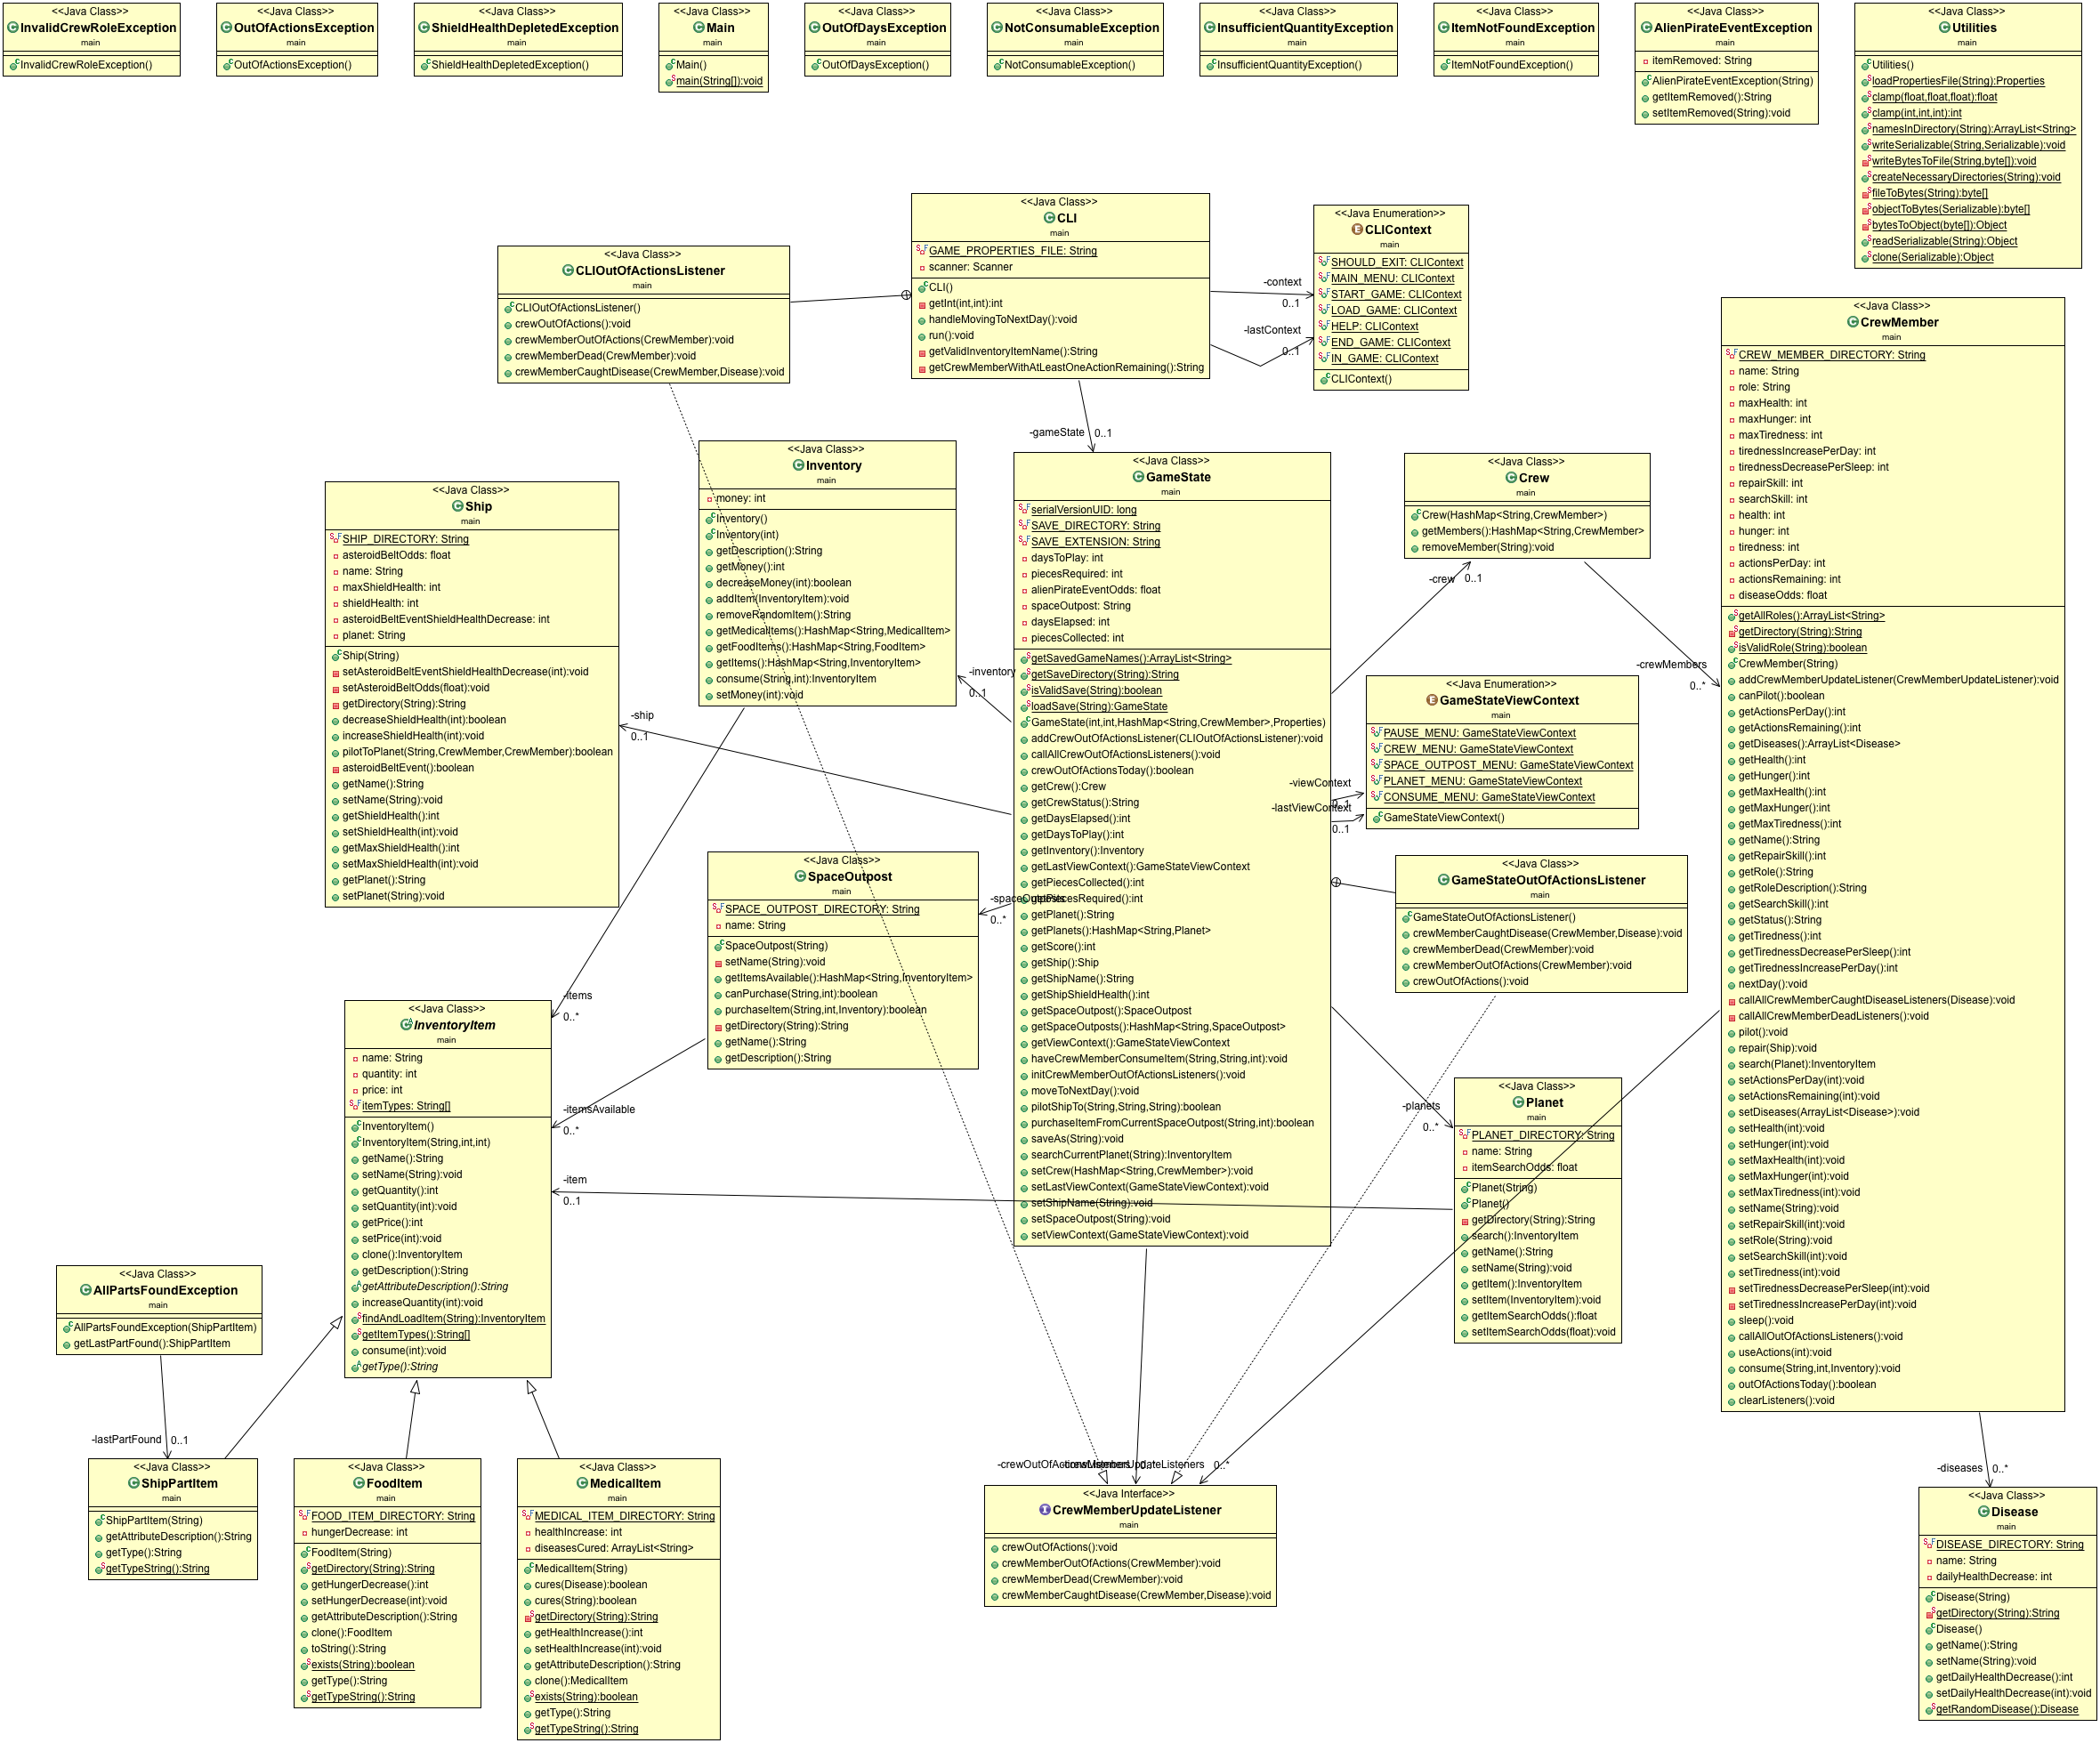 <<Java Class>>
InvalidCrewRoleException
main
InvalidCrewRoleException()
<<Java Class>>
OutOfActionsException
main
OutOfActionsException()
<<Java Class>>
ShieldHealthDepletedException
main
ShieldHealthDepletedException()
<<Java Class>>
Main
main
Main()
main(String[]):void
<<Java Class>>
OutOfDaysException
main
OutOfDaysException()
<<Java Class>>
NotConsumableException
main
NotConsumableException()
<<Java Class>>
InsufficientQuantityException
main
InsufficientQuantityException()
<<Java Class>>
ItemNotFoundException
main
ItemNotFoundException()
<<Java Class>>
AlienPirateEventException
main
itemRemoved: String
AlienPirateEventException(String)
getItemRemoved():String
setItemRemoved(String):void
<<Java Class>>
Utilities
main
Utilities()
loadPropertiesFile(String):Properties
clamp(float,float,float):float
clamp(int,int,int):int
namesInDirectory(String):ArrayList<String>
writeSerializable(String,Serializable):void
writeBytesToFile(String,byte[]):void
createNecessaryDirectories(String):void
fileToBytes(String):byte[]
objectToBytes(Serializable):byte[]
bytesToObject(byte[]):Object
readSerializable(String):Object
clone(Serializable):Object
<<Java Class>>
CLIOutOfActionsListener
main
CLIOutOfActionsListener()
crewOutOfActions():void
crewMemberOutOfActions(CrewMember):void
crewMemberDead(CrewMember):void
crewMemberCaughtDisease(CrewMember,Disease):void
<<Java Class>>
CLI
main
GAME_PROPERTIES_FILE: String
scanner: Scanner
CLI()
getInt(int,int):int
handleMovingToNextDay():void
run():void
getValidInventoryItemName():String
getCrewMemberWithAtLeastOneActionRemaining():String
-context
0..1
-lastContext
0..1
<<Java Enumeration>>
CLIContext
main
SHOULD_EXIT: CLIContext
MAIN_MENU: CLIContext
START_GAME: CLIContext
LOAD_GAME: CLIContext
HELP: CLIContext
END_GAME: CLIContext
IN_GAME: CLIContext
CLIContext()
-gameState
0..1
<<Java Class>>
CrewMember
main
CREW_MEMBER_DIRECTORY: String
name: String
role: String
maxHealth: int
maxHunger: int
maxTiredness: int
tirednessIncreasePerDay: int
tirednessDecreasePerSleep: int
repairSkill: int
searchSkill: int
health: int
hunger: int
tiredness: int
actionsPerDay: int
actionsRemaining: int
diseaseOdds: float
getAllRoles():ArrayList<String>
getDirectory(String):String
isValidRole(String):boolean
CrewMember(String)
addCrewMemberUpdateListener(CrewMemberUpdateListener):void
canPilot():boolean
getActionsPerDay():int
getActionsRemaining():int
getDiseases():ArrayList<Disease>
getHealth():int
getHunger():int
getMaxHealth():int
getMaxHunger():int
getMaxTiredness():int
getName():String
getRepairSkill():int
getRole():String
getRoleDescription():String
getSearchSkill():int
getStatus():String
getTiredness():int
getTirednessDecreasePerSleep():int
getTirednessIncreasePerDay():int
nextDay():void
callAllCrewMemberCaughtDiseaseListeners(Disease):void
callAllCrewMemberDeadListeners():void
pilot():void
repair(Ship):void
search(Planet):InventoryItem
setActionsPerDay(int):void
setActionsRemaining(int):void
setDiseases(ArrayList<Disease>):void
setHealth(int):void
setHunger(int):void
setMaxHealth(int):void
setMaxHunger(int):void
setMaxTiredness(int):void
setName(String):void
setRepairSkill(int):void
setRole(String):void
setSearchSkill(int):void
setTiredness(int):void
setTirednessDecreasePerSleep(int):void
setTirednessIncreasePerDay(int):void
sleep():void
callAllOutOfActionsListeners():void
useActions(int):void
consume(String,int,Inventory):void
outOfActionsToday():boolean
clearListeners():void
<<Java Class>>
Ship
main
SHIP_DIRECTORY: String
asteroidBeltOdds: float
name: String
maxShieldHealth: int
shieldHealth: int
asteroidBeltEventShieldHealthDecrease: int
planet: String
Ship(String)
setAsteroidBeltEventShieldHealthDecrease(int):void
setAsteroidBeltOdds(float):void
getDirectory(String):String
decreaseShieldHealth(int):boolean
increaseShieldHealth(int):void
pilotToPlanet(String,CrewMember,CrewMember):boolean
asteroidBeltEvent():boolean
getName():String
setName(String):void
getShieldHealth():int
setShieldHealth(int):void
getMaxShieldHealth():int
setMaxShieldHealth(int):void
getPlanet():String
setPlanet(String):void
<<Java Class>>
Inventory
main
money: int
Inventory()
Inventory(int)
getDescription():String
getMoney():int
decreaseMoney(int):boolean
addItem(InventoryItem):void
removeRandomItem():String
getMedicalItems():HashMap<String,MedicalItem>
getFoodItems():HashMap<String,FoodItem>
getItems():HashMap<String,InventoryItem>
consume(String,int):InventoryItem
setMoney(int):void
-inventory
0..1
-ship
0..1
<<Java Class>>
GameState
main
serialVersionUID: long
SAVE_DIRECTORY: String
SAVE_EXTENSION: String
daysToPlay: int
piecesRequired: int
alienPirateEventOdds: float
spaceOutpost: String
daysElapsed: int
piecesCollected: int
getSavedGameNames():ArrayList<String>
getSaveDirectory(String):String
isValidSave(String):boolean
loadSave(String):GameState
GameState(int,int,HashMap<String,CrewMember>,Properties)
addCrewOutOfActionsListener(CLIOutOfActionsListener):void
callAllCrewOutOfActionsListeners():void
crewOutOfActionsToday():boolean
getCrew():Crew
getCrewStatus():String
getDaysElapsed():int
getDaysToPlay():int
getInventory():Inventory
getLastViewContext():GameStateViewContext
getPiecesCollected():int
getPiecesRequired():int
getPlanet():String
getPlanets():HashMap<String,Planet>
getScore():int
getShip():Ship
getShipName():String
getShipShieldHealth():int
getSpaceOutpost():SpaceOutpost
getSpaceOutposts():HashMap<String,SpaceOutpost>
getViewContext():GameStateViewContext
haveCrewMemberConsumeItem(String,String,int):void
initCrewMemberOutOfActionsListeners():void
moveToNextDay():void
pilotShipTo(String,String,String):boolean
purchaseItemFromCurrentSpaceOutpost(String,int):boolean
saveAs(String):void
searchCurrentPlanet(String):InventoryItem
setCrew(HashMap<String,CrewMember>):void
setLastViewContext(GameStateViewContext):void
setShipName(String):void
setSpaceOutpost(String):void
setViewContext(GameStateViewContext):void
<<Java Class>>
Crew
main
Crew(HashMap<String,CrewMember>)
getMembers():HashMap<String,CrewMember>
removeMember(String):void
-crew
0..1
-crewMembers
0..*
<<Java Enumeration>>
GameStateViewContext
main
PAUSE_MENU: GameStateViewContext
CREW_MENU: GameStateViewContext
SPACE_OUTPOST_MENU: GameStateViewContext
PLANET_MENU: GameStateViewContext
CONSUME_MENU: GameStateViewContext
GameStateViewContext()
-viewContext
0..1
-lastViewContext
0..1
<<Java Class>>
GameStateOutOfActionsListener
main
GameStateOutOfActionsListener()
crewMemberCaughtDisease(CrewMember,Disease):void
crewMemberDead(CrewMember):void
crewMemberOutOfActions(CrewMember):void
crewOutOfActions():void
<<Java Class>>
SpaceOutpost
main
SPACE_OUTPOST_DIRECTORY: String
name: String
SpaceOutpost(String)
setName(String):void
getItemsAvailable():HashMap<String,InventoryItem>
canPurchase(String,int):boolean
purchaseItem(String,int,Inventory):boolean
getDirectory(String):String
getName():String
getDescription():String
-spaceOutposts
0..*
-items
0..*
-itemsAvailable
0..*
-item
0..1
<<Java Class>>
InventoryItem
main
name: String
quantity: int
price: int
itemTypes: String[]
InventoryItem()
InventoryItem(String,int,int)
getName():String
setName(String):void
getQuantity():int
setQuantity(int):void
getPrice():int
setPrice(int):void
clone():InventoryItem
getDescription():String
getAttributeDescription():String
increaseQuantity(int):void
findAndLoadItem(String):InventoryItem
getItemTypes():String[]
consume(int):void
getType():String
-planets
0..*
<<Java Class>>
Planet
main
PLANET_DIRECTORY: String
name: String
itemSearchOdds: float
Planet(String)
Planet()
getDirectory(String):String
search():InventoryItem
getName():String
setName(String):void
getItem():InventoryItem
setItem(InventoryItem):void
getItemSearchOdds():float
setItemSearchOdds(float):void
<<Java Class>>
AllPartsFoundException
main
AllPartsFoundException(ShipPartItem)
getLastPartFound():ShipPartItem
-lastPartFound
0..1
<<Java Class>>
ShipPartItem
main
ShipPartItem(String)
getAttributeDescription():String
getType():String
getTypeString():String
<<Java Class>>
FoodItem
main
FOOD_ITEM_DIRECTORY: String
hungerDecrease: int
FoodItem(String)
getDirectory(String):String
getHungerDecrease():int
setHungerDecrease(int):void
getAttributeDescription():String
clone():FoodItem
toString():String
exists(String):boolean
getType():String
getTypeString():String
<<Java Class>>
MedicalItem
main
MEDICAL_ITEM_DIRECTORY: String
healthIncrease: int
diseasesCured: ArrayList<String>
MedicalItem(String)
cures(Disease):boolean
cures(String):boolean
getDirectory(String):String
getHealthIncrease():int
setHealthIncrease(int):void
getAttributeDescription():String
clone():MedicalItem
exists(String):boolean
getType():String
getTypeString():String
0..*
<<Java Interface>>
CrewMemberUpdateListener
main
crewOutOfActions():void
crewMemberOutOfActions(CrewMember):void
crewMemberDead(CrewMember):void
crewMemberCaughtDisease(CrewMember,Disease):void
-diseases
0..*
<<Java Class>>
Disease
main
DISEASE_DIRECTORY: String
name: String
dailyHealthDecrease: int
Disease(String)
getDirectory(String):String
Disease()
getName():String
setName(String):void
getDailyHealthDecrease():int
setDailyHealthDecrease(int):void
getRandomDisease():Disease